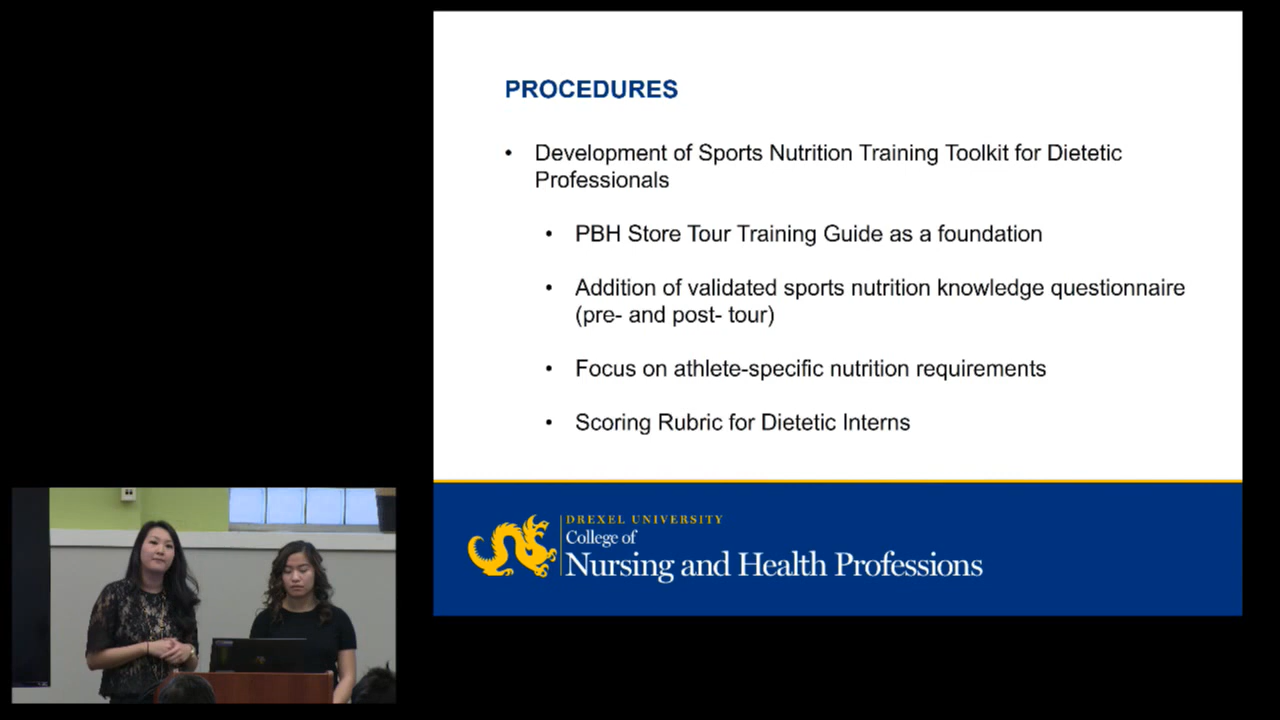 PROCEDURES
• Development of Sports Nutrition Training Toolkit for Dietetic
Professionals
• PBH Store Tour Training Guide as a foundation
• Addition of validated sports nutrition knowledge questionnaire
(pre- and post- tour)
• Focus on athlete-specific nutrition requirements
• Scoring Rubric for Dietetic Interns
DREXEL UNIVERSITY
College of
Nursing and Health Professions